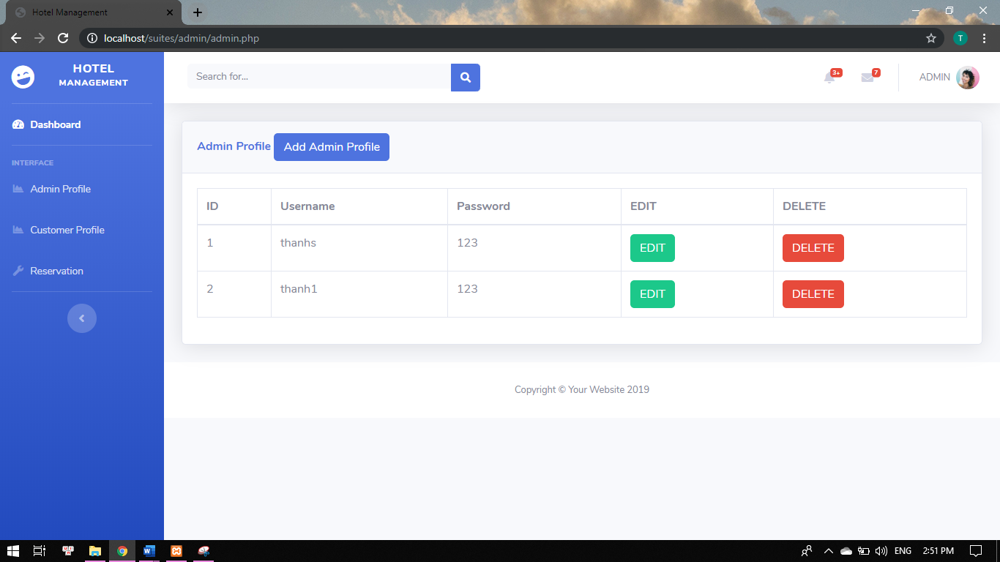 Hotel Management
localhost/suites/admin/admin.php
T
HOTEL
MANAGEMENT
Search for...
3+
7
ADMIN
Dashboard
INTERFACE
Admin Profile
Customer Profile
Reservation
Admin Profile Add Admin Profile
ID Username Password EDIT DELETE
1 thanhs 123 EDIT DELETE
2 thanh1 123 EDIT DELETE
Copyright © Your Website 2019
ENG 2:51 PM